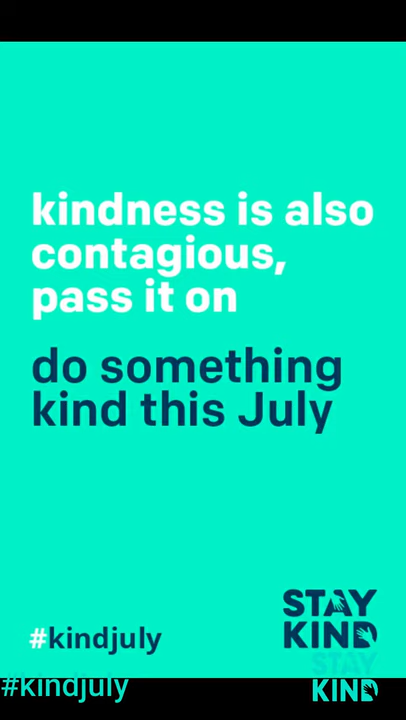 kindness is also
contagious,
pass it on
do something
kind this July
#kindjuly
STAY
KIND
STAY
#kindjuly
KIND